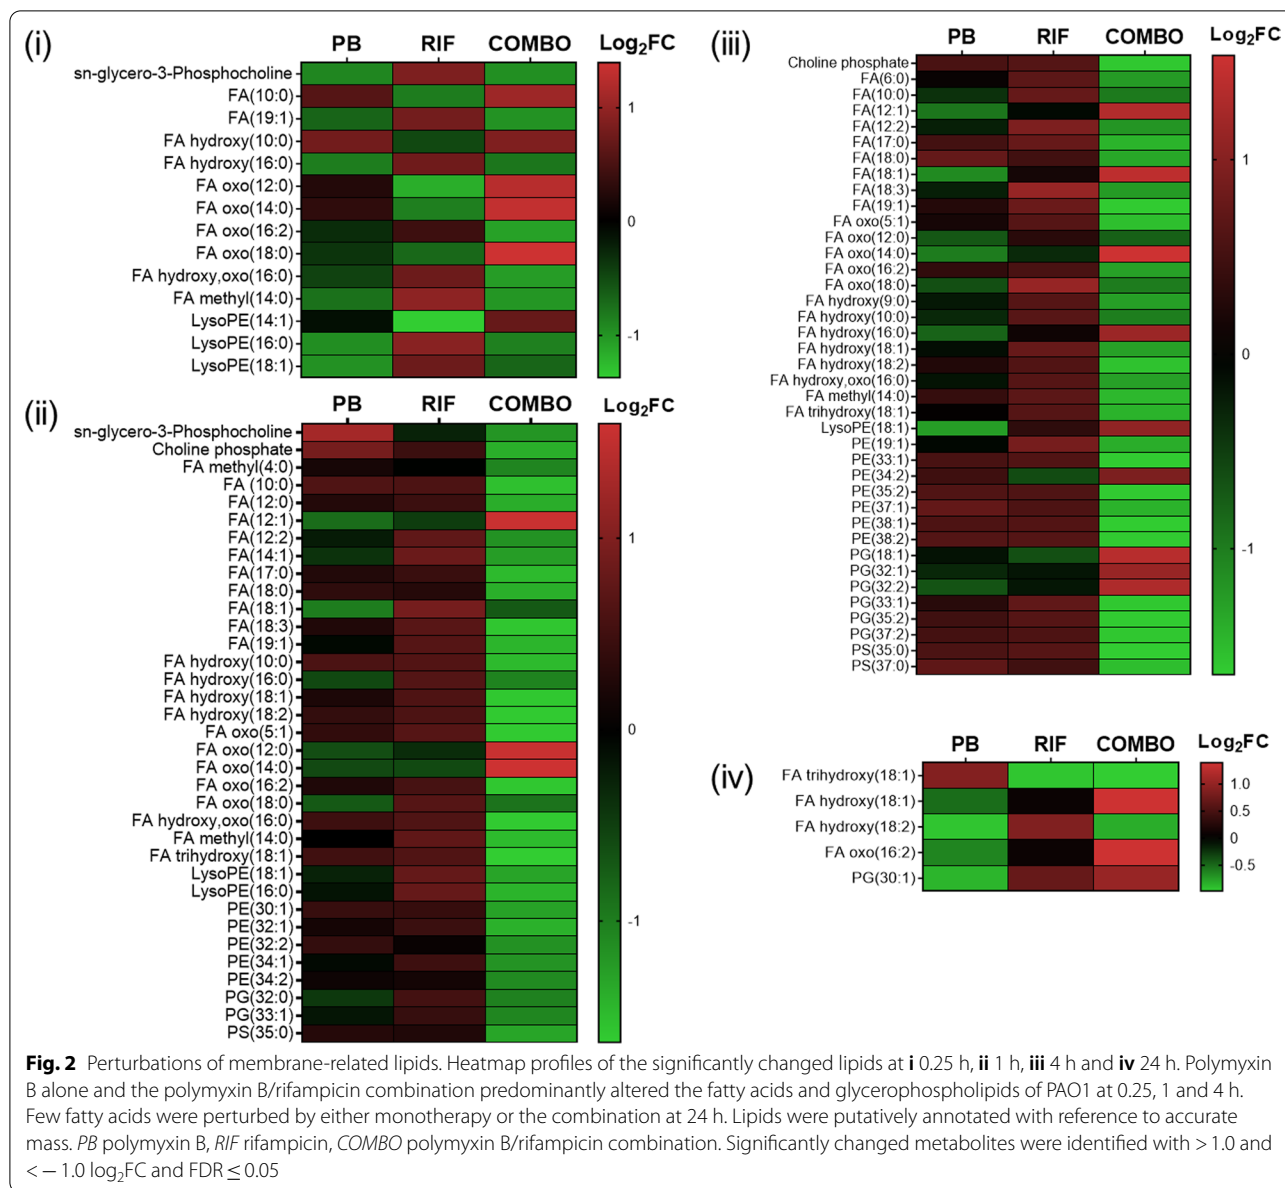 (i)
PB RIF COMBO Log2FC
sn-glycero-3-Phosphocholine
FA(10:0)
FA(19:1)
FA hydroxy(10:0)
FA hydroxy(16:0)
FA oxo(12:0)
FA oxo(14:0)
FA oxo(16:2)
FA oxo(18:0)
FA hydroxy,oxo(16:0)
FA methyl(14:0)
LysoPE(14:1)
LysoPE(16:0)
LysoPE(18:1)
1
0
-1
(ii)
PB RIF COMBO Log2FC
sn-glycero-3-Phosphocholine
Choline phosphate
FA methyl(4:0)
FA (10:0)
FA(12:0)
FA(12:1)
FA(12:2)
FA(14:1)
FA(17:0)
FA(18:0)
FA(18:1)
FA(18:3)
FA(19:1)
FA hydroxy(10:0)
FA hydroxy(16:0)
FA hydroxy(18:1)
FA hydroxy(18:2)
FA oxo(5:1)
FA oxo(12:0)
FA oxo(14:0)
FA oxo(16:2)
FA oxo(18:0)
FA hydroxy,oxo(16:0)
FA methyl(14:0)
FA trihydroxy(18:1)
LysoPE(18:1)
LysoPE(16:0)
PE(30:1)
PE(32:1)
PE(32:2)
PE(34:1)
PE(34:2)
PG(32:0)
PG(33:1)
PS(35:0)
1
0
-1
(iii)
PB RIF COMBO Log2FC
Choline phosphate
FA(6:0)
FA(10:0)
FA(12:1)
FA(12:2)
FA(17:0)
FA(18:0)
FA(18:1)
FA(18:3)
FA(19:1)
FA oxo(5:1)
FA oxo(12:0)
FA oxo(14:0)
FA oxo(16:2)
FA oxo(18:0)
FA hydroxy(9:0)
FA hydroxy(10:0)
FA hydroxy(16:0)
FA hydroxy(18:1)
FA hydroxy(18:2)
FA hydroxy,oxo(16:0)
FA methyl(14:0)
FA trihydroxy(18:1)
LysoPE(18:1)
PE(19:1)
PE(33:1)
PE(34:2)
PE(35:2)
PE(37:1)
PE(38:1)
PE(38:2)
PG(18:1)
PG(32:1)
PG(32:2)
PG(33:1)
PG(35:2)
PG(37:2)
PS(35:0)
PS(37:0)
1
0
-1
(iv)
PB RIF COMBO Log2FC
FA trihydroxy(18:1)
FA hydroxy(18:1)
FA hydroxy(18:2)
FA oxo(16:2)
PG(30:1)
1.0
0.5
0
-0.5
Fig. 2 Perturbations of membrane-related lipids. Heatmap profiles of the significantly changed lipids at i 0.25 h, ii 1 h, iii 4 h and iv 24 h. Polymyxin
B alone and the polymyxin B/rifampicin combination predominantly altered the fatty acids and glycerophospholipids of PAO1 at 0.25, 1 and 4 h.
Few fatty acids were perturbed by either monotherapy or the combination at 24 h. Lipids were putatively annotated with reference to accurate
mass. PB polymyxin B, RIF rifampicin, COMBO polymyxin B/rifampicin combination. Significantly changed metabolites were identified with > 1.0 and
< − 1.0 log2FC and FDR ≤ 0.05